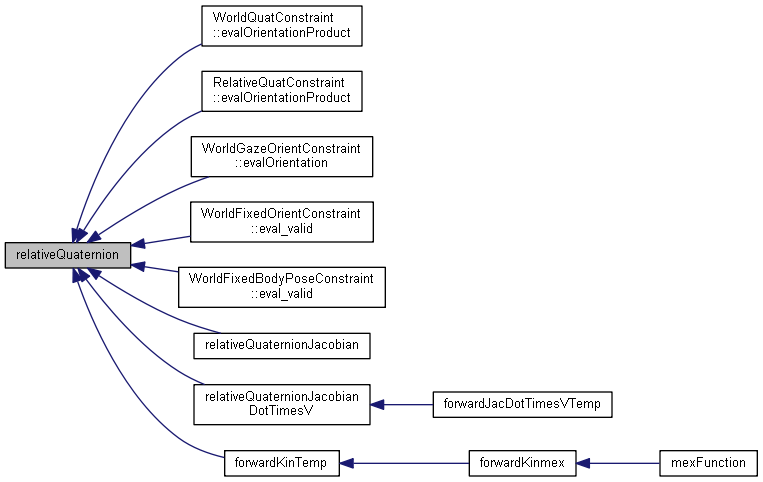 WorldQuatConstraint
::evalOrientationProduct
RelativeQuatConstraint
::evalOrientationProduct
WorldGazeOrientConstraint
::evalOrientation
WorldFixedOrientConstraint
::eval_valid
relativeQuaternion
WorldFixedBodyPoseConstraint
::eval_valid
relativeQuaternionJacobian
relativeQuaternionJacobian
DotTimesV
forwardJacDotTimesVTemp
forwardKinTemp
forwardKinmex
mexFunction